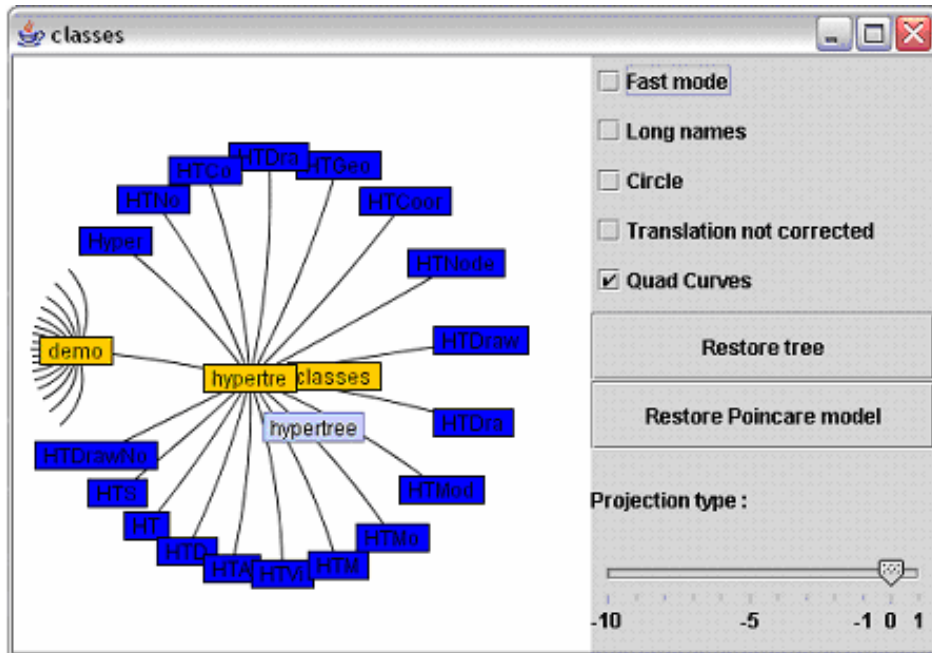 classes
Fast mode
Long names
Circle
Translation not corrected
Quad Curves
Restore tree
Restore Poincare model
Projection type :
-10 -5 -1 0 1
HTDra
HTCo
HTGeo
HTNo
HTCoor
Hyper
HTNode
HTDraw
demo
hypertre
classes
HTDra
hypertree
HTDrawNo
HTMod
HTS
HT
HTMo
HTD
HTA
HTVi
HTM